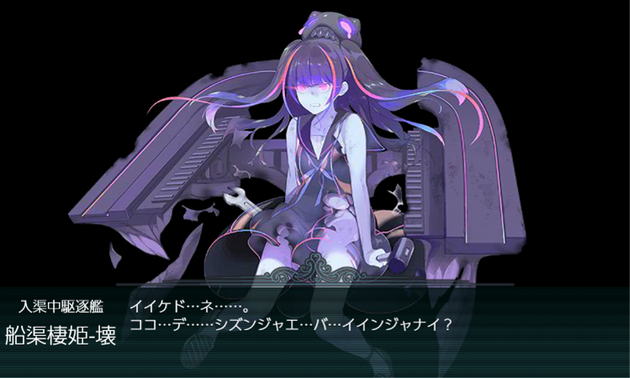 入渠中駆逐艦
船渠棲姫-壊
イイケド…ネ……。
ココ…デ……シズンジャエ…バ…イインジャナイ？